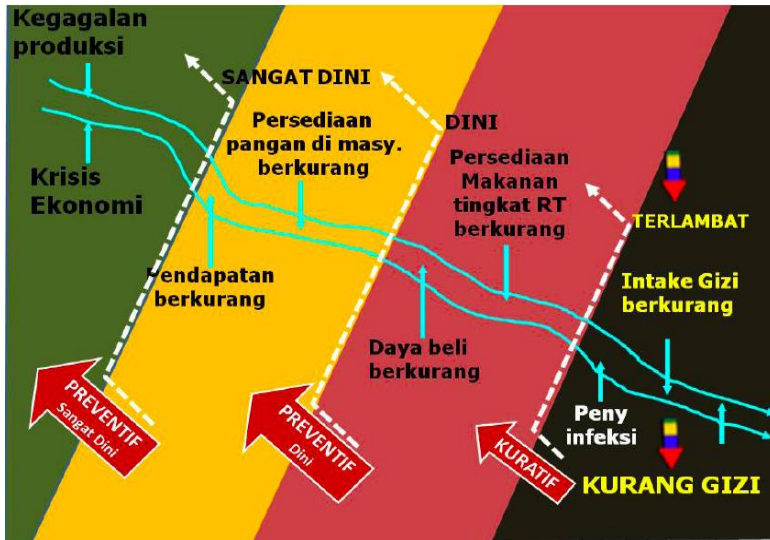 Kegagalan
produksi
Krisis
Ekonomi
SANGAT DINI
Persediaan
pangan di masy.
berkurang
Pendapatan
berkurang
DINI
Persediaan
Makanan
tingkat RT
berkurang
Daya beli
berkurang
TERLAMBAT
Intake Gizi
berkurang
Peny
infeksi
KURANG GIZI
PREVENTIF
Sangat Dini
PREVENTIF
Dini
KURATIF